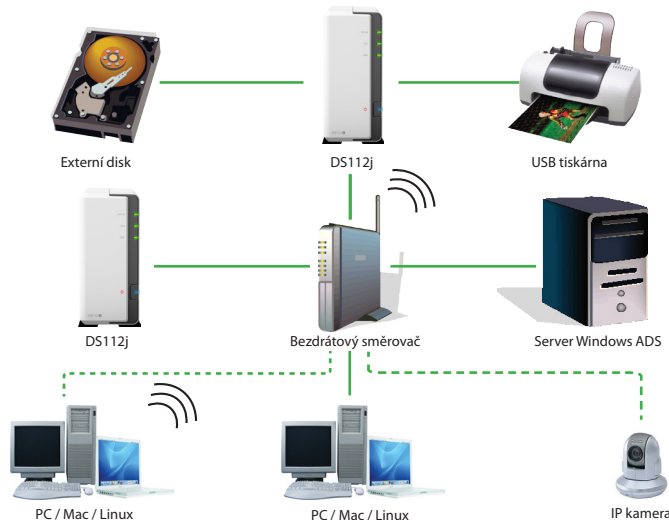 Externí disk
DS112j
USB tiskárna
DS112j
Bezdrátový směrovač
Server Windows ADS
PC / Mac / Linux
PC / Mac / Linux
IP kamera